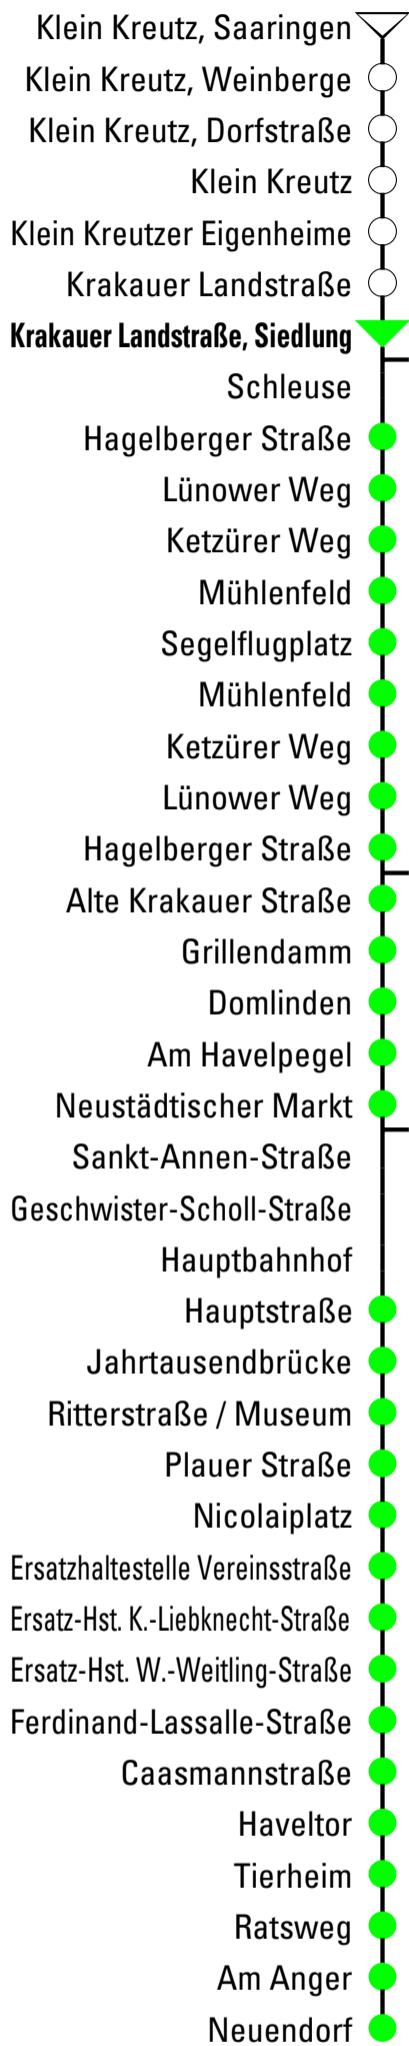 Klein Kreutz, Saaringen
Klein Kreutz, Weinberge
Klein Kreutz, Dorfstraße
Klein Kreutz
Klein Kreutzer Eigenheime
Krakauer Landstraße
Krakauer Landstraße, Siedlung
Schleuse
Hagelberger Straße
Lünower Weg
Ketzürer Weg
Mühlenfeld
Segelflugplatz
Mühlenfeld
Ketzürer Weg
Lünower Weg
Hagelberger Straße
Alte Krakauer Straße
Grillendamm
Domlinden
Am Havelpegel
Neustädtischer Markt
Sankt-Annen-Straße
Geschwister-Scholl-Straße
Hauptbahnhof
Hauptstraße
Jahrtausendbrücke
Ritterstraße / Museum
Plauer Straße
Nicolaiplatz
Ersatzhaltestelle Vereinsstraße
Ersatz-Hst. K.-Liebknecht-Straße
Ersatz-Hst. W.-Weitling-Straße
Ferdinand-Lassalle-Straße
Caasmannstraße
Haveltor
Tierheim
Ratsweg
Am Anger
Neuendorf